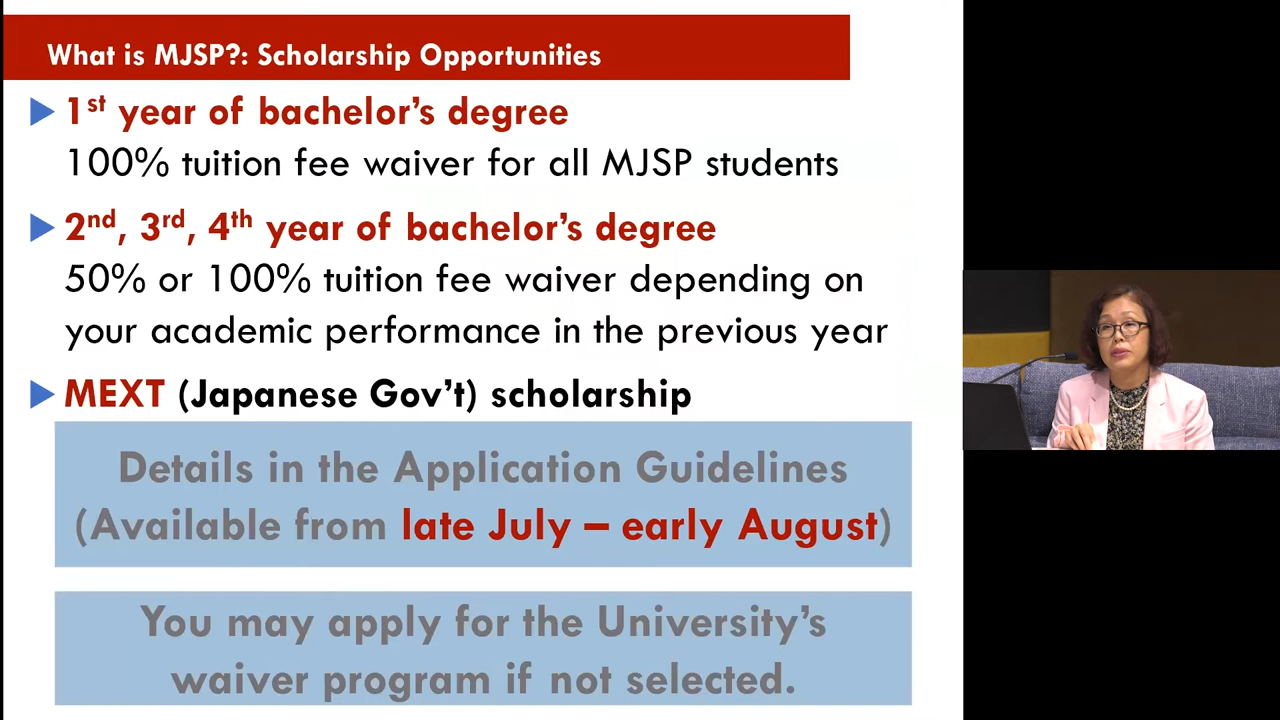 What is MJSP?: Scholarship Opportunities
1st year of bachelor's degree
100% tuition fee waiver for all MJSP students
2nd, 3rd, 4th year of bachelor's degree
50% or 100% tuition fee waiver depending on
your academic performance in the previous year
MEXT (Japanese Gov't) scholarship
Details in the Application Guidelines
(Available from late July – early August)
You may apply for the University's
waiver program if not selected.